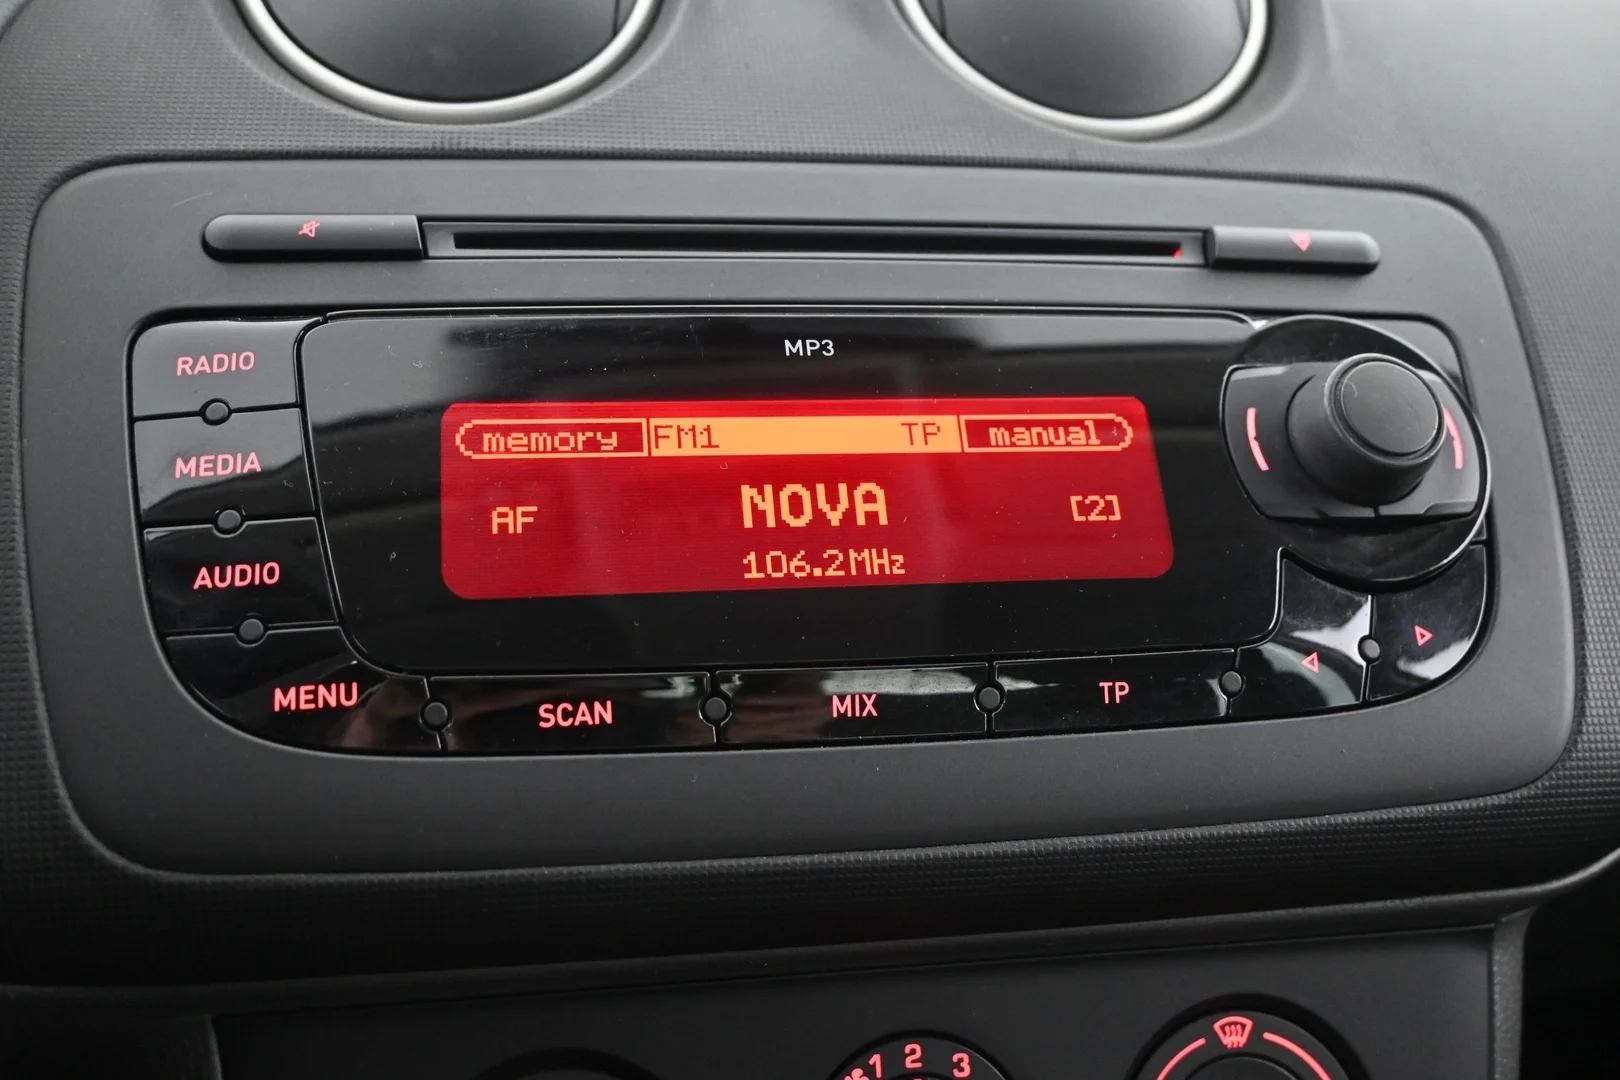 MP3
RADIO
memory FM1 TP manual
MEDIA
NOVA
AF [2]
106.2MHz
AUDIO
MENU SCAN MIX TP
1 2 3